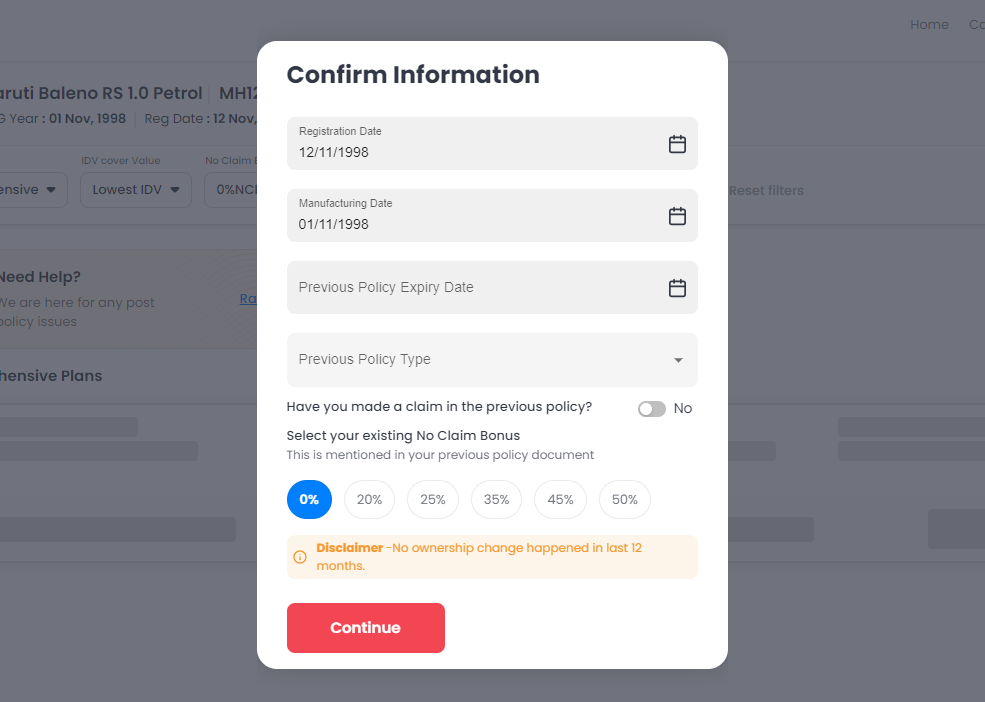 Home
Confirm Information
aruti Baleno RS 1.0 Petrol MH12
G Year : 01 Nov, 1998 Reg Date : 12 Nov,
Registration Date
12/11/1998
IDV cover Value No Claim
ensive Lowest IDV 0%NC
Reset filters
Manufacturing Date
01/11/1998
Need Help?
We are here for any post
policy issues
Ra
Previous Policy Expiry Date
Previous Policy Type
hensive Plans
Have you made a claim in the previous policy? No
Select your existing No Claim Bonus
This is mentioned in your previous policy document
0% 20% 25% 35% 45% 50%
Disclaimer -No ownership change happened in last 12
months.
Continue